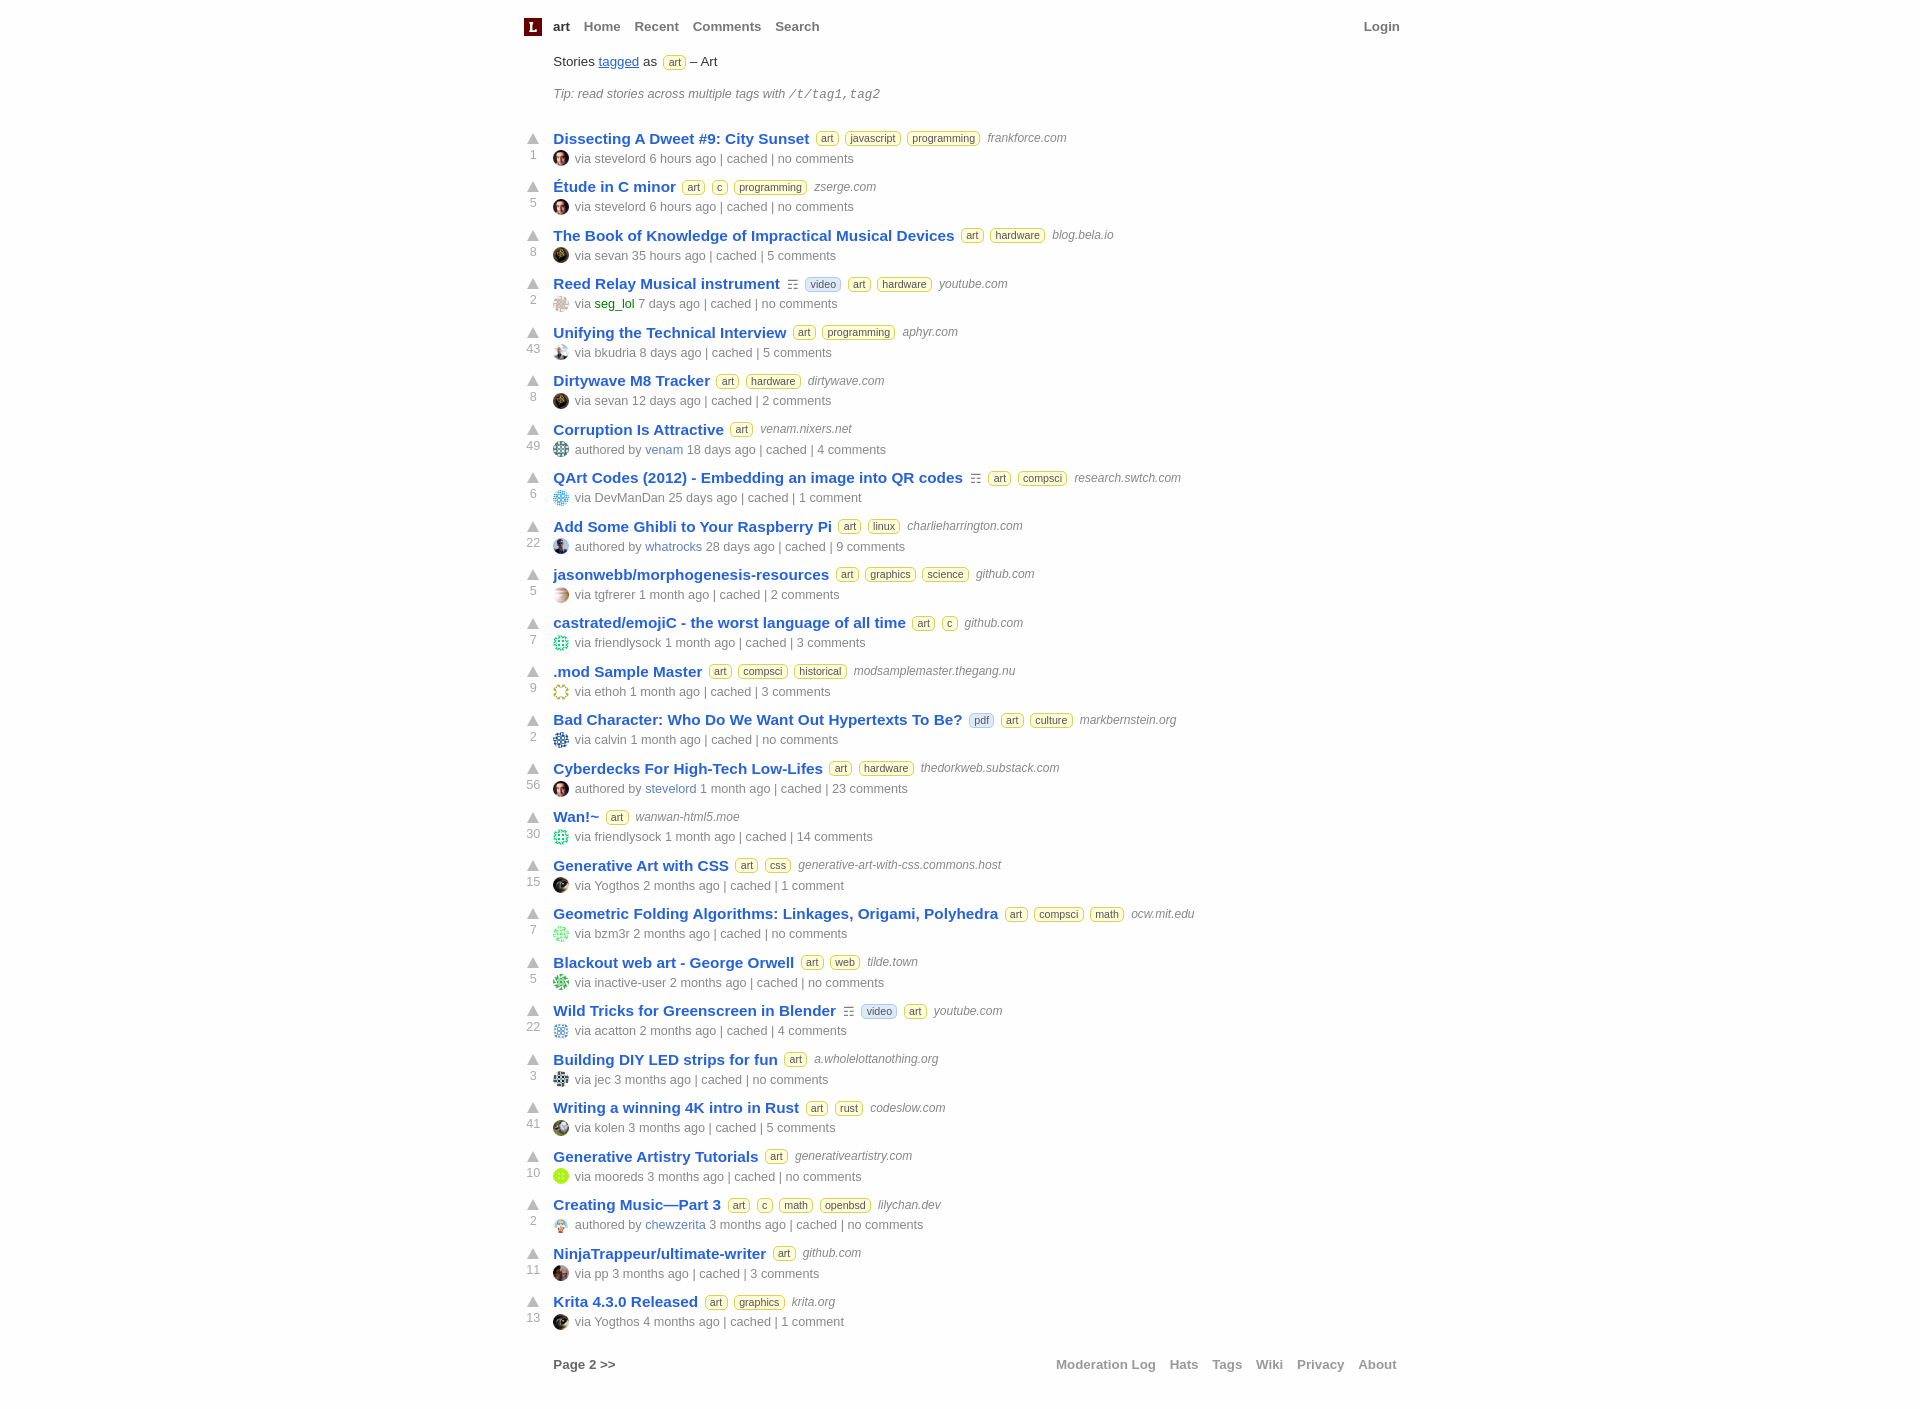 L art Home Recent Comments Search Login
Stories tagged as art – Art
Tip: read stories across multiple tags with /t/tag1,tag2
Dissecting A Dweet #9: City Sunset art javascript programming frankforce.com
1 via stevelord 6 hours ago | cached | no comments
Étude in C minor art c programming zserge.com
5 via stevelord 6 hours ago | cached | no comments
The Book of Knowledge of Impractical Musical Devices art hardware blog.bela.io
8 via sevan 35 hours ago | cached | 5 comments
Reed Relay Musical instrument ☶ video art hardware youtube.com
2 via seg_lol 7 days ago | cached | no comments
Unifying the Technical Interview art programming aphyr.com
43 via bkudria 8 days ago | cached | 5 comments
Dirtywave M8 Tracker art hardware dirtywave.com
8 via sevan 12 days ago | cached | 2 comments
Corruption Is Attractive art venam.nixers.net
49 authored by venam 18 days ago | cached | 4 comments
QArt Codes (2012) - Embedding an image into QR codes ☶ art compsci research.swtch.com
6 via DevManDan 25 days ago | cached | 1 comment
Add Some Ghibli to Your Raspberry Pi art linux charlieharrington.com
22 authored by whatrocks 28 days ago | cached | 9 comments
jasonwebb/morphogenesis-resources art graphics science github.com
5 via tgfrerer 1 month ago | cached | 2 comments
castrated/emojiC - the worst language of all time art c github.com
7 via friendlysock 1 month ago | cached | 3 comments
.mod Sample Master art compsci historical modsamplemaster.thegang.nu
9 via ethoh 1 month ago | cached | 3 comments
Bad Character: Who Do We Want Out Hypertexts To Be? pdf art culture markbernstein.org
2 via calvin 1 month ago | cached | no comments
Cyberdecks For High-Tech Low-Lifes art hardware thedorkweb.substack.com
56 authored by stevelord 1 month ago | cached | 23 comments
Wan!~ art wanwan-html5.moe
30 via friendlysock 1 month ago | cached | 14 comments
Generative Art with CSS art css generative-art-with-css.commons.host
15 via Yogthos 2 months ago | cached | 1 comment
Geometric Folding Algorithms: Linkages, Origami, Polyhedra art compsci math ocw.mit.edu
7 via bzm3r 2 months ago | cached | no comments
Blackout web art - George Orwell art web tilde.town
5 via inactive-user 2 months ago | cached | no comments
Wild Tricks for Greenscreen in Blender ☶ video art youtube.com
22 via acatton 2 months ago | cached | 4 comments
Building DIY LED strips for fun art a.wholelottanothing.org
3 via jec 3 months ago | cached | no comments
Writing a winning 4K intro in Rust art rust codeslow.com
41 via kolen 3 months ago | cached | 5 comments
Generative Artistry Tutorials art generativeartistry.com
10 via mooreds 3 months ago | cached | no comments
Creating Music—Part 3 art c math openbsd lilychan.dev
2 authored by chewzerita 3 months ago | cached | no comments
NinjaTrappeur/ultimate-writer art github.com
11 via pp 3 months ago | cached | 3 comments
Krita 4.3.0 Released art graphics krita.org
13 via Yogthos 4 months ago | cached | 1 comment
Page 2 >> Moderation Log Hats Tags Wiki Privacy About